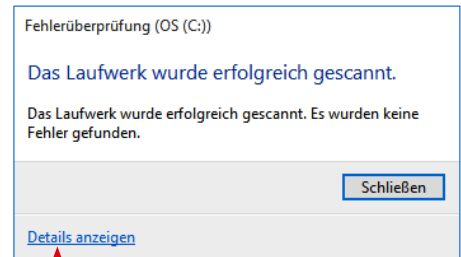 Fehlerüberprüfung (OS (C:))
Das Laufwerk wurde erfolgreich gescannt.
Das Laufwerk wurde erfolgreich gescannt. Es wurden keine
Fehler gefunden.
Schließen
Details anzeigen